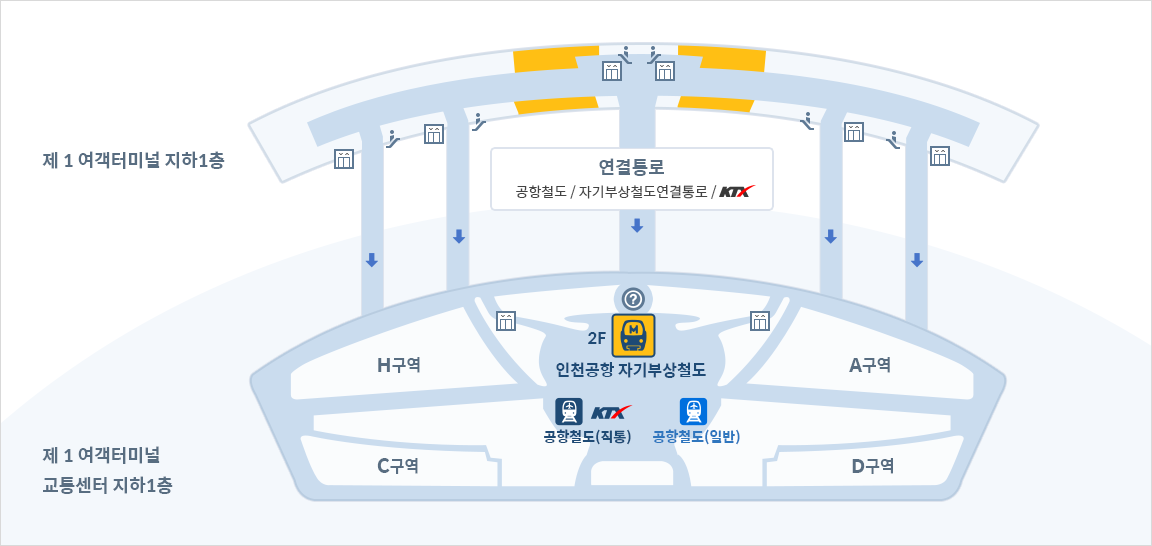 제 1 여객터미널 지하1층
연결통로
공항철도 / 자기부상철도연결통로 / KTX
?
2F
M
인천공항 자기부상철도
H구역
A구역
KTX
공항철도(직통)
공항철도(일반)
제 1 여객터미널
교통센터 지하1층
C구역
D구역